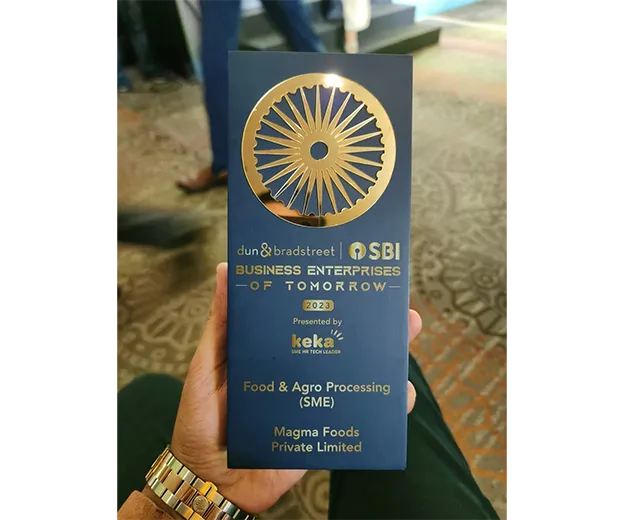 dun & bradstreet | SBI
BUSINESS ENTERPRISES
OF TOMORROW
2023
Presented by
keka
SME HR TECH LEADER
Food & Agro Processing
(SME)
Magma Foods
Private Limited